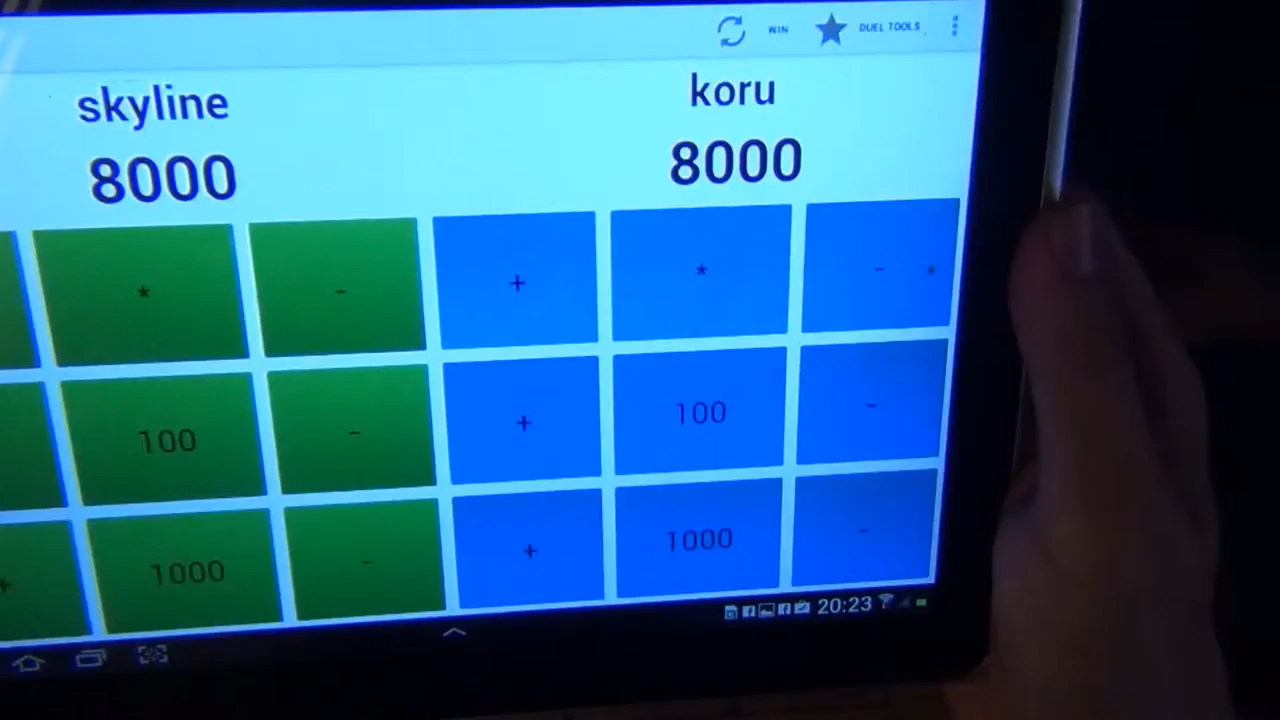 WIN DUEL TOOLS
skyline koru
8000 8000
* - + * -
- + 100 -
100
+ 1000 - + 1000 -
20:23